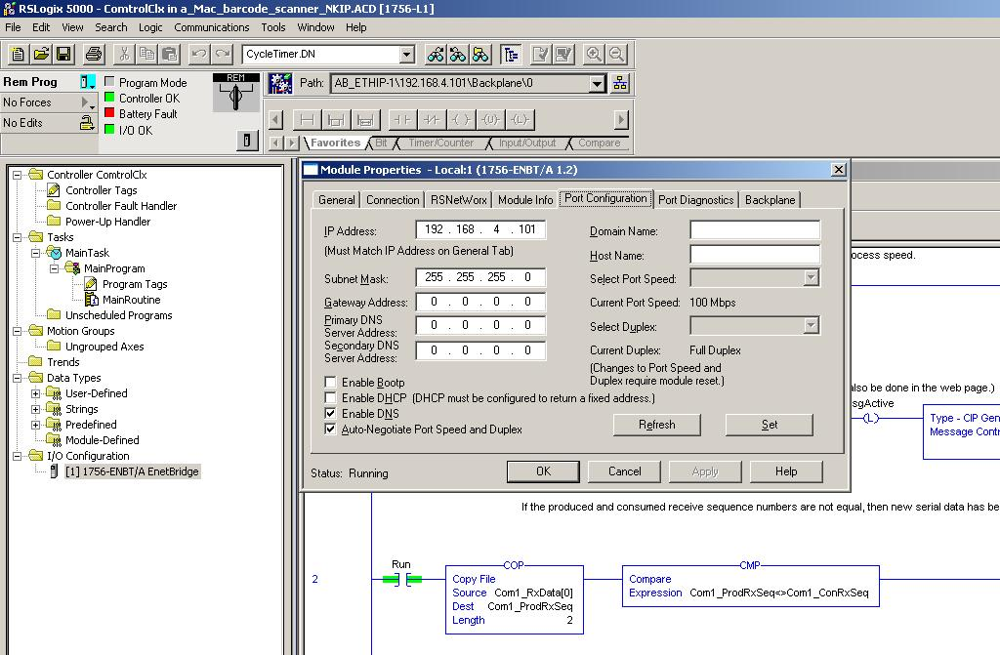 RSLogix 5000 - ComtrolClx in a_Mac_barcode_scanner_NKIP.ACD [1756-L1]
File Edit View Search Logic Communications Tools Window Help
CycleTimer.DN
Rem Prog
No Forces
No Edits
Program Mode
Controller OK
Battery Fault
I/O OK
REM
Path: AB_ETHIP-1\192.168.4.101\Backplane\0
Favorites Bit Timer/Counter Input/Output Compare
Controller ComtrolClx
Controller Tags
Controller Fault Handler
Power-Up Handler
Tasks
MainTask
MainProgram
Program Tags
MainRoutine
Unscheduled Programs
Motion Groups
Ungrouped Axes
Trends
Data Types
User-Defined
Strings
Predefined
Module-Defined
I/O Configuration
[1] 1756-ENBT/A EnetBridge
Module Properties - Local:1 (1756-ENBT/A 1.2)
General Connection RSNetWorx Module Info Port Configuration Port Diagnostics Backplane
IP Address: 192 . 168 . 4 . 101
(Must Match IP Address on General Tab)
Subnet Mask: 255 . 255 . 255 . 0
Gateway Address: 0 . 0 . 0 . 0
Primary DNS
Server Address: 0 . 0 . 0 . 0
Secondary DNS
Server Address: 0 . 0 . 0 . 0
Domain Name:
Host Name:
Select Port Speed:
Current Port Speed: 100 Mbps
Select Duplex:
Current Duplex: Full Duplex
(Changes to Port Speed and
Duplex require module reset.)
Enable Bootp
Enable DHCP (DHCP must be configured to return a fixed address.)
Enable DNS
Auto-Negotiate Port Speed and Duplex
Refresh Set
Status: Running
OK Cancel Apply Help
ocess speed.
also be done in the web page.)
sgActive
(L)
Type - CIP Gen
Message Contr
If the produced and consumed receive sequence numbers are not equal, then new serial data has be
2
Run
COP
Copy File
Source Com1_RxData[0]
Dest Com1_ProdRxSeq
Length 2
CMP
Compare
Expression Com1_ProdRxSeq<>Com1_ConRxSeq